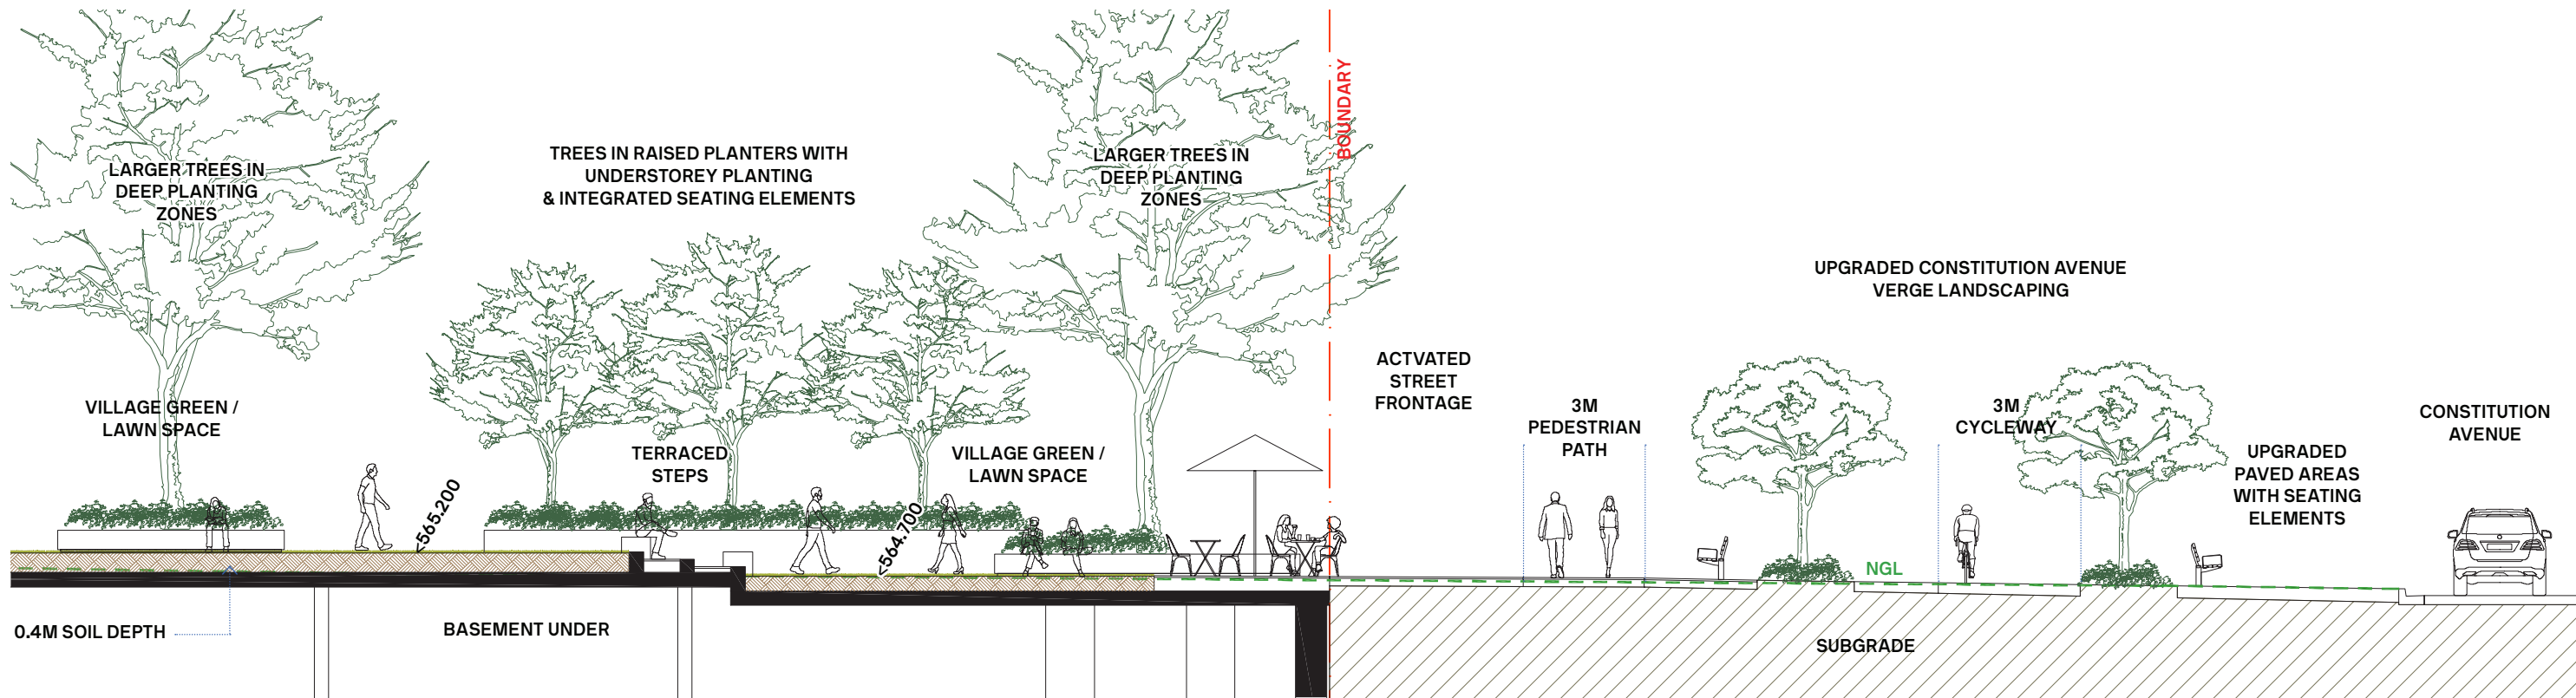 LARGER TREES IN
DEEP PLANTING
ZONES
TREES IN RAISED PLANTERS WITH
UNDERSTOREY PLANTING
& INTEGRATED SEATING ELEMENTS
LARGER TREES IN
DEEP PLANTING
ZONES
BOUNDARY
UPGRADED CONSTITUTION AVENUE
VERGE LANDSCAPING
VILLAGE GREEN /
LAWN SPACE
TERRACED
STEPS
VILLAGE GREEN /
LAWN SPACE
ACTVATED
STREET
FRONTAGE
3M
PEDESTRIAN
PATH
3M
CYCLEWAY
UPGRADED
PAVED AREAS
WITH SEATING
ELEMENTS
CONSTITUTION
AVENUE
<565.200
<564.700
NGL
0.4M SOIL DEPTH
BASEMENT UNDER
SUBGRADE